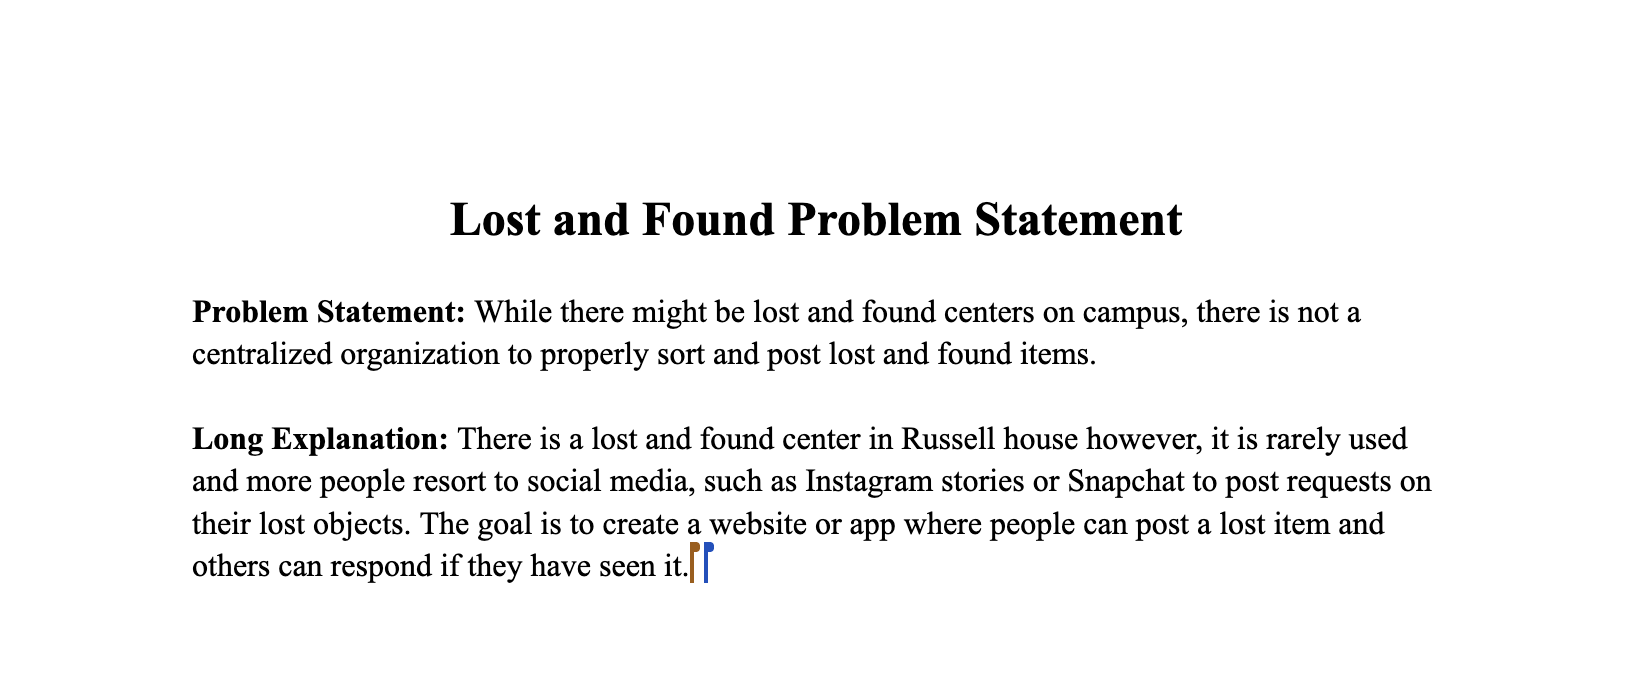 Lost and Found Problem Statement
Problem Statement: While there might be lost and found centers on campus, there is not a
centralized organization to properly sort and post lost and found items.
Long Explanation: There is a lost and found center in Russell house however, it is rarely used
and more people resort to social media, such as Instagram stories or Snapchat to post requests on
their lost objects. The goal is to create a website or app where people can post a lost item and
others can respond if they have seen it.